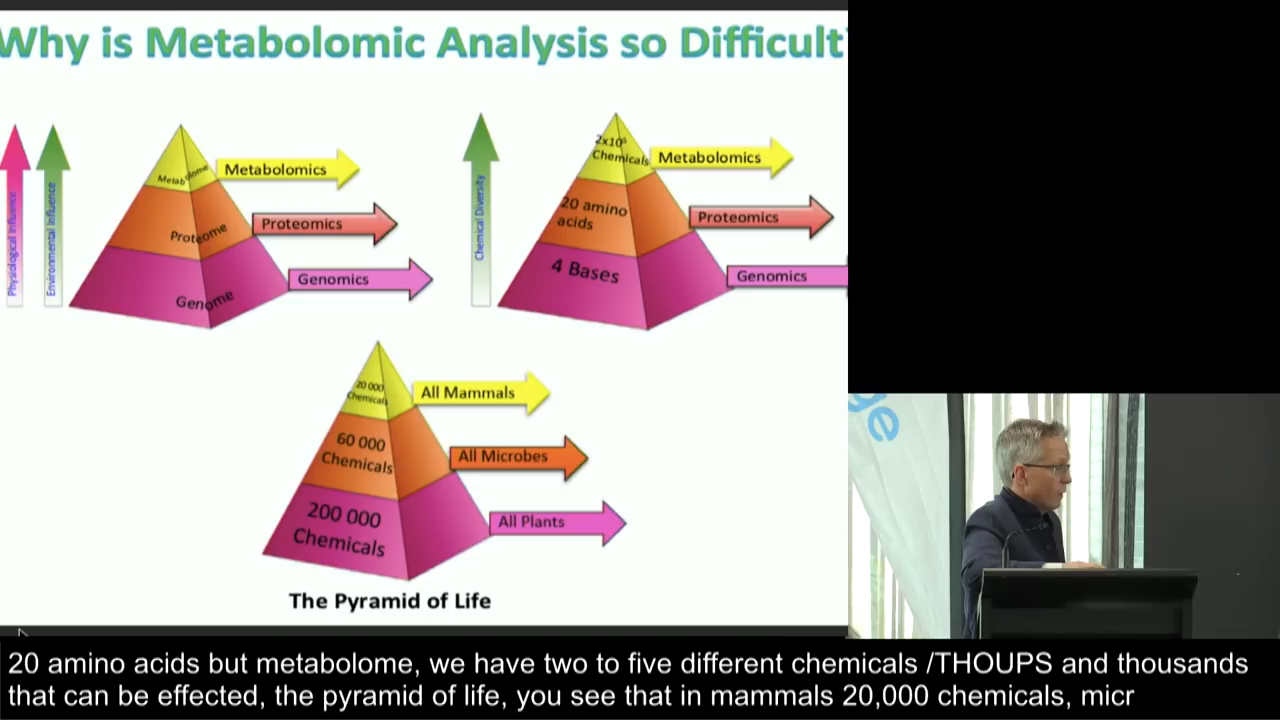 Why is Metabolomic Analysis so Difficult?
Physiological Influence
Environmental Influence
Metabolome
Metabolomics
Proteome
Proteomics
Genome
Genomics
Chemical Diversity
2x10⁵
Chemicals
Metabolomics
20 amino
acids
Proteomics
4 Bases
Genomics
20 000
Chemicals
All Mammals
60 000
Chemicals
All Microbes
200 000
Chemicals
All Plants
The Pyramid of Life
ge
20 amino acids but metabolome, we have two to five different chemicals /THOUPS and thousands
that can be effected, the pyramid of life, you see that in mammals 20,000 chemicals, micr